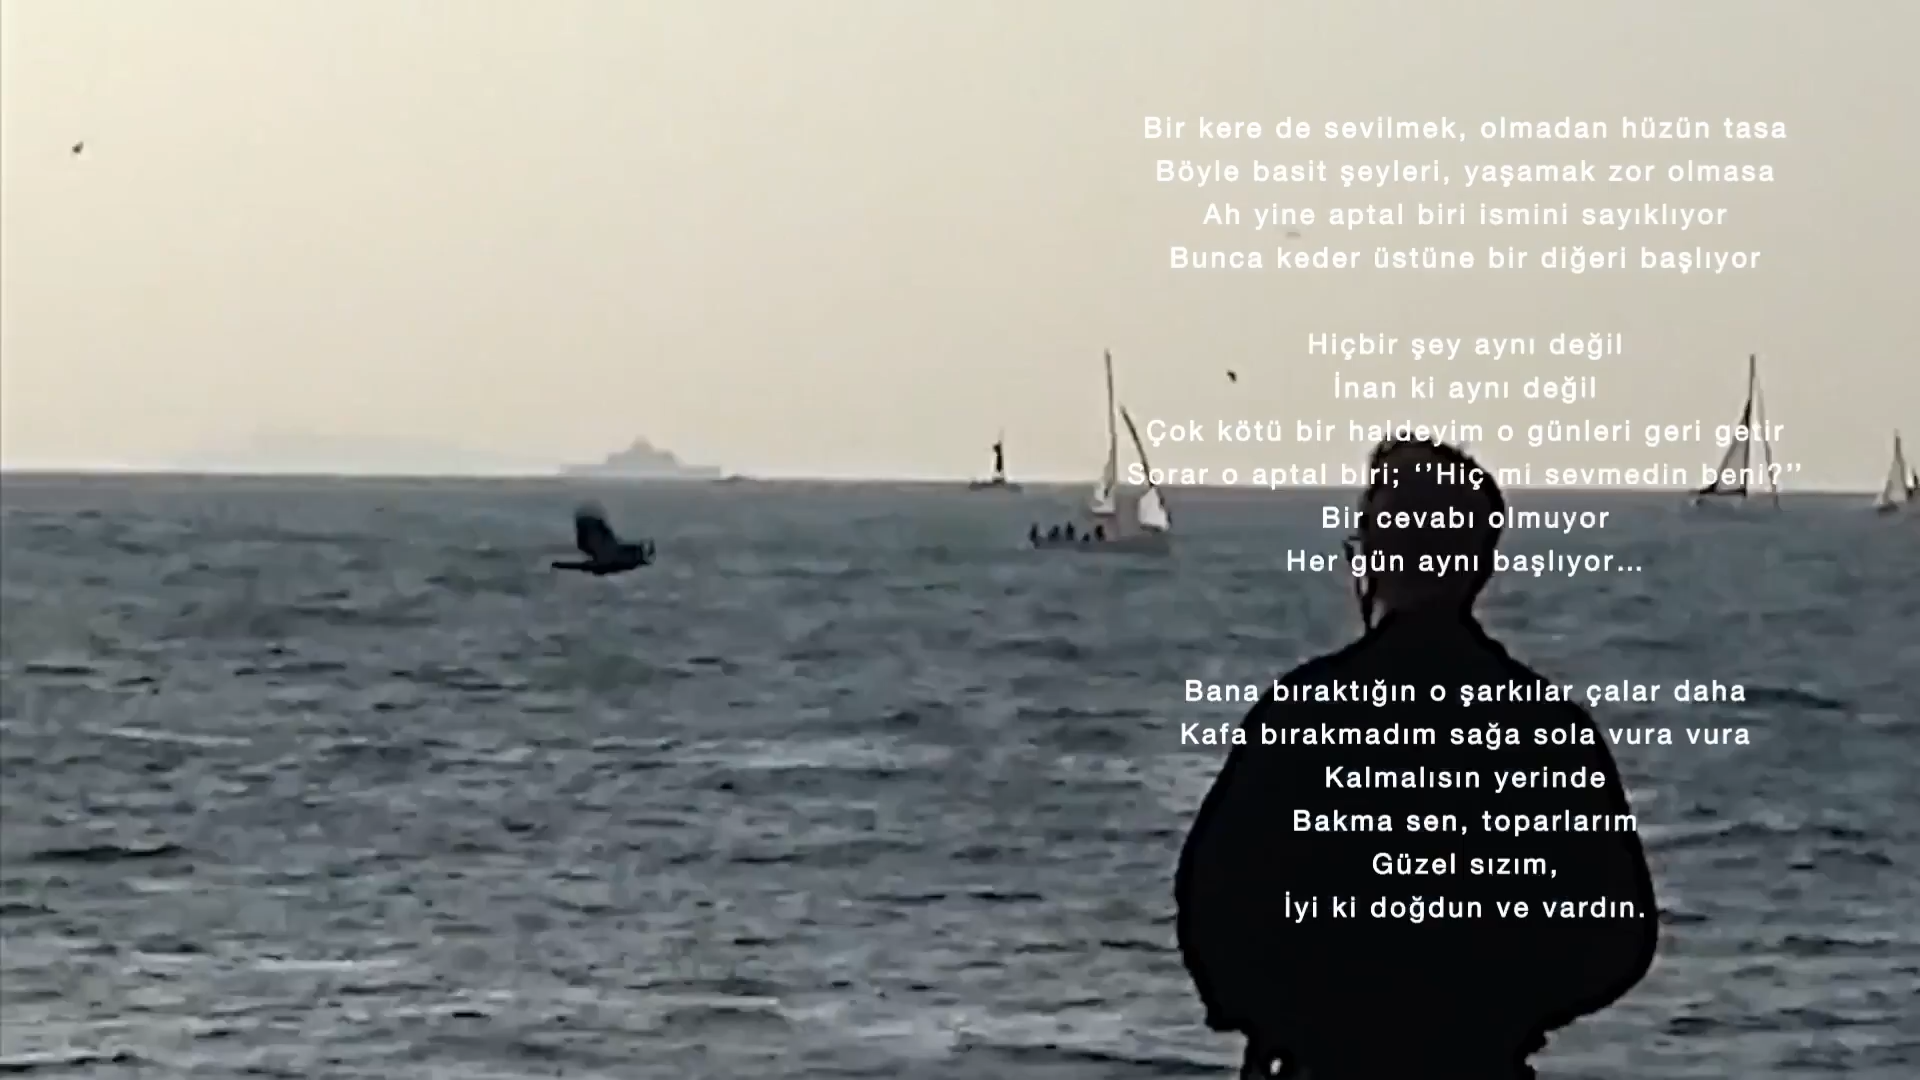 Bir kere de sevilmek, olmadan hüzün tasa
Böyle basit şeyleri, yaşamak zor olmasa
Ah yine aptal biri ismini sayıklıyor
Bunca keder üstüne bir diğeri başlıyor
Hiçbir şey aynı değil
İnan ki aynı değil
Çok kötü bir haldeyim o günleri geri getir
Sorar o aptal biri; ‘’Hiç mi sevmedin beni?’’
Bir cevabı olmuyor
Her gün aynı başlıyor...
Bana bıraktığın o şarkılar çalar daha
Kafa bırakmadım sağa sola vura vura
Kalmalısın yerinde
Bakma sen, toparlarım
Güzel sızım,
İyi ki doğdun ve vardın.